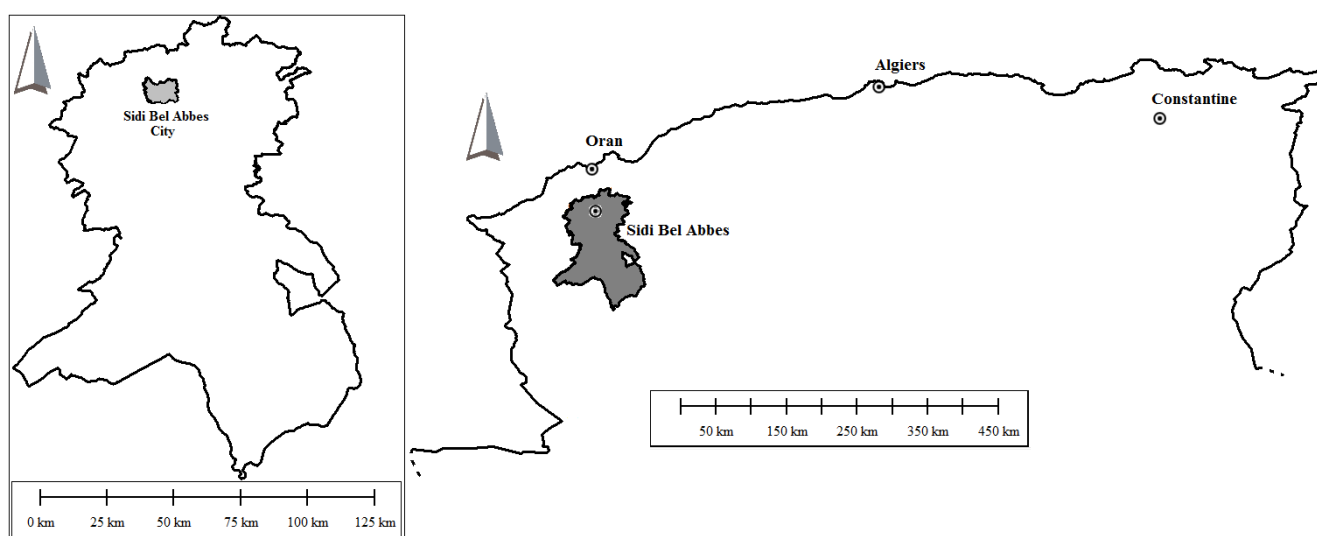 Sidi Bel Abbes
City
0 km 25 km 50 km 75 km 100 km 125 km
Algiers
Constantine
Oran
Sidi Bel Abbes
50 km 150 km 250 km 350 km 450 km